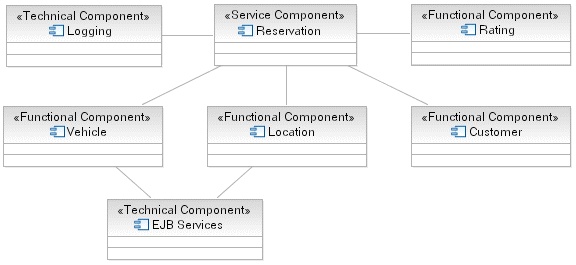 «Technical Component»
Logging
«Service Component»
Reservation
«Functional Component»
Rating
«Functional Component»
Vehicle
«Functional Component»
Location
«Functional Component»
Customer
«Technical Component»
EJB Services